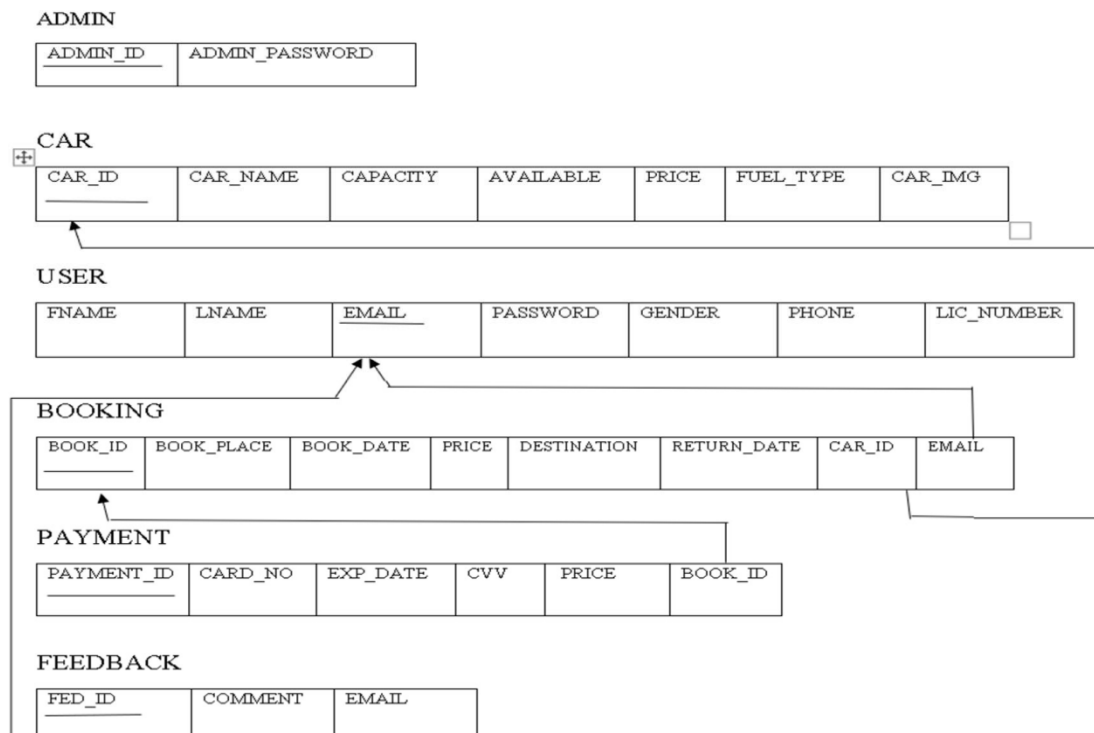 ADMIN
ADMIN_ID ADMIN_PASSWORD
CAR
CAR_ID CAR_NAME CAPACITY AVAILABLE PRICE FUEL_TYPE CAR_IMG
USER
FNAME LNAME EMAIL PASSWORD GENDER PHONE LIC_NUMBER
BOOKING
BOOK_ID BOOK_PLACE BOOK_DATE PRICE DESTINATION RETURN_DATE CAR_ID EMAIL
PAYMENT
PAYMENT_ID CARD_NO EXP_DATE CVV PRICE BOOK_ID
FEEDBACK
FED_ID COMMENT EMAIL